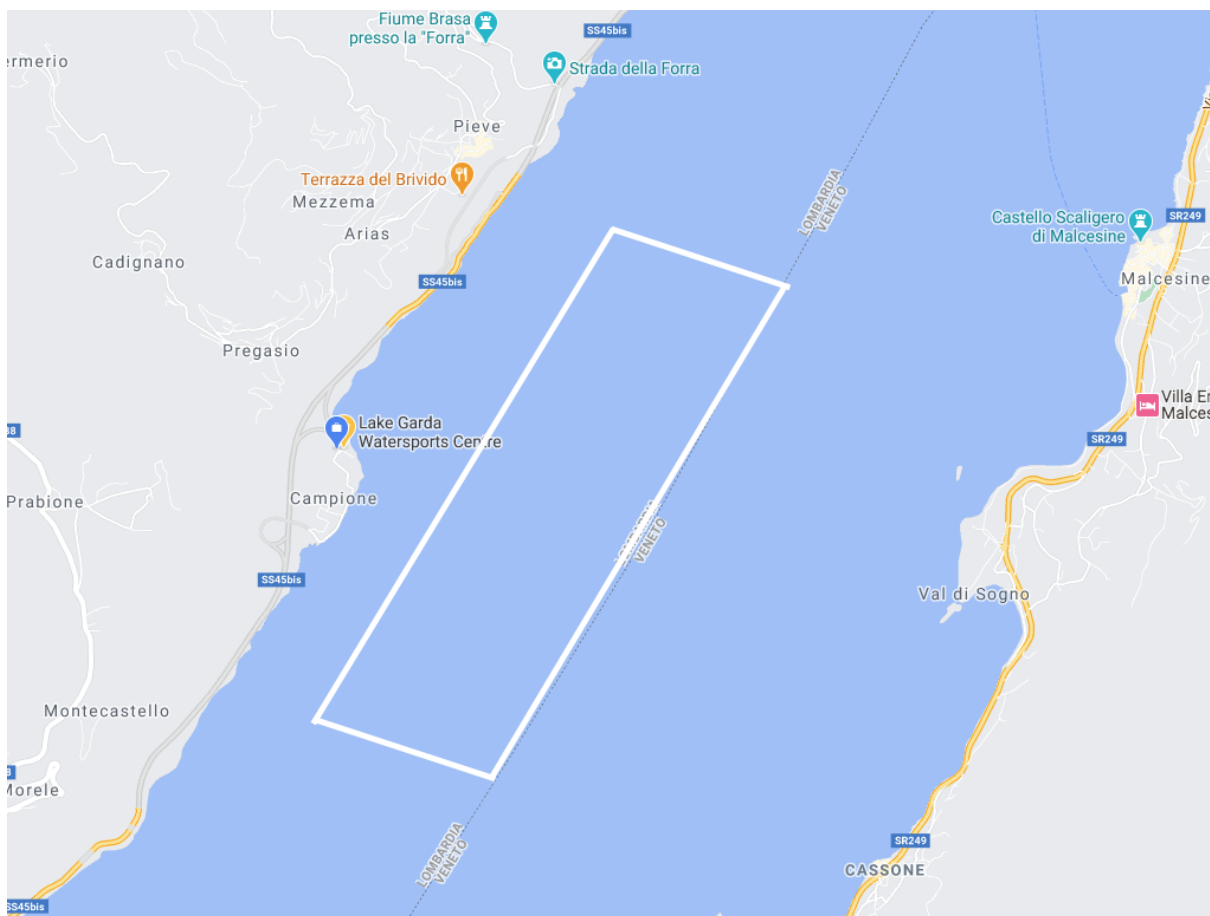 Fiume Brasa
presso la "Forra"
SS45bis
Strada della Forra
Pieve
Terrazza del Brivido
Mezzema
Arias
Cadignano
LOMBARDIA
VENETO
Castello Scaligero
di Malcesine
SR249
Malcesine
SS45bis
Pregasio
Lake Garda
Watersports Centre
SR249
Campione
Prabione
VENETO
SS45bis
Val di Sogno
Montecastello
Morele
LOMBARDIA
VENETO
SR249
CASSONE
SS45bis